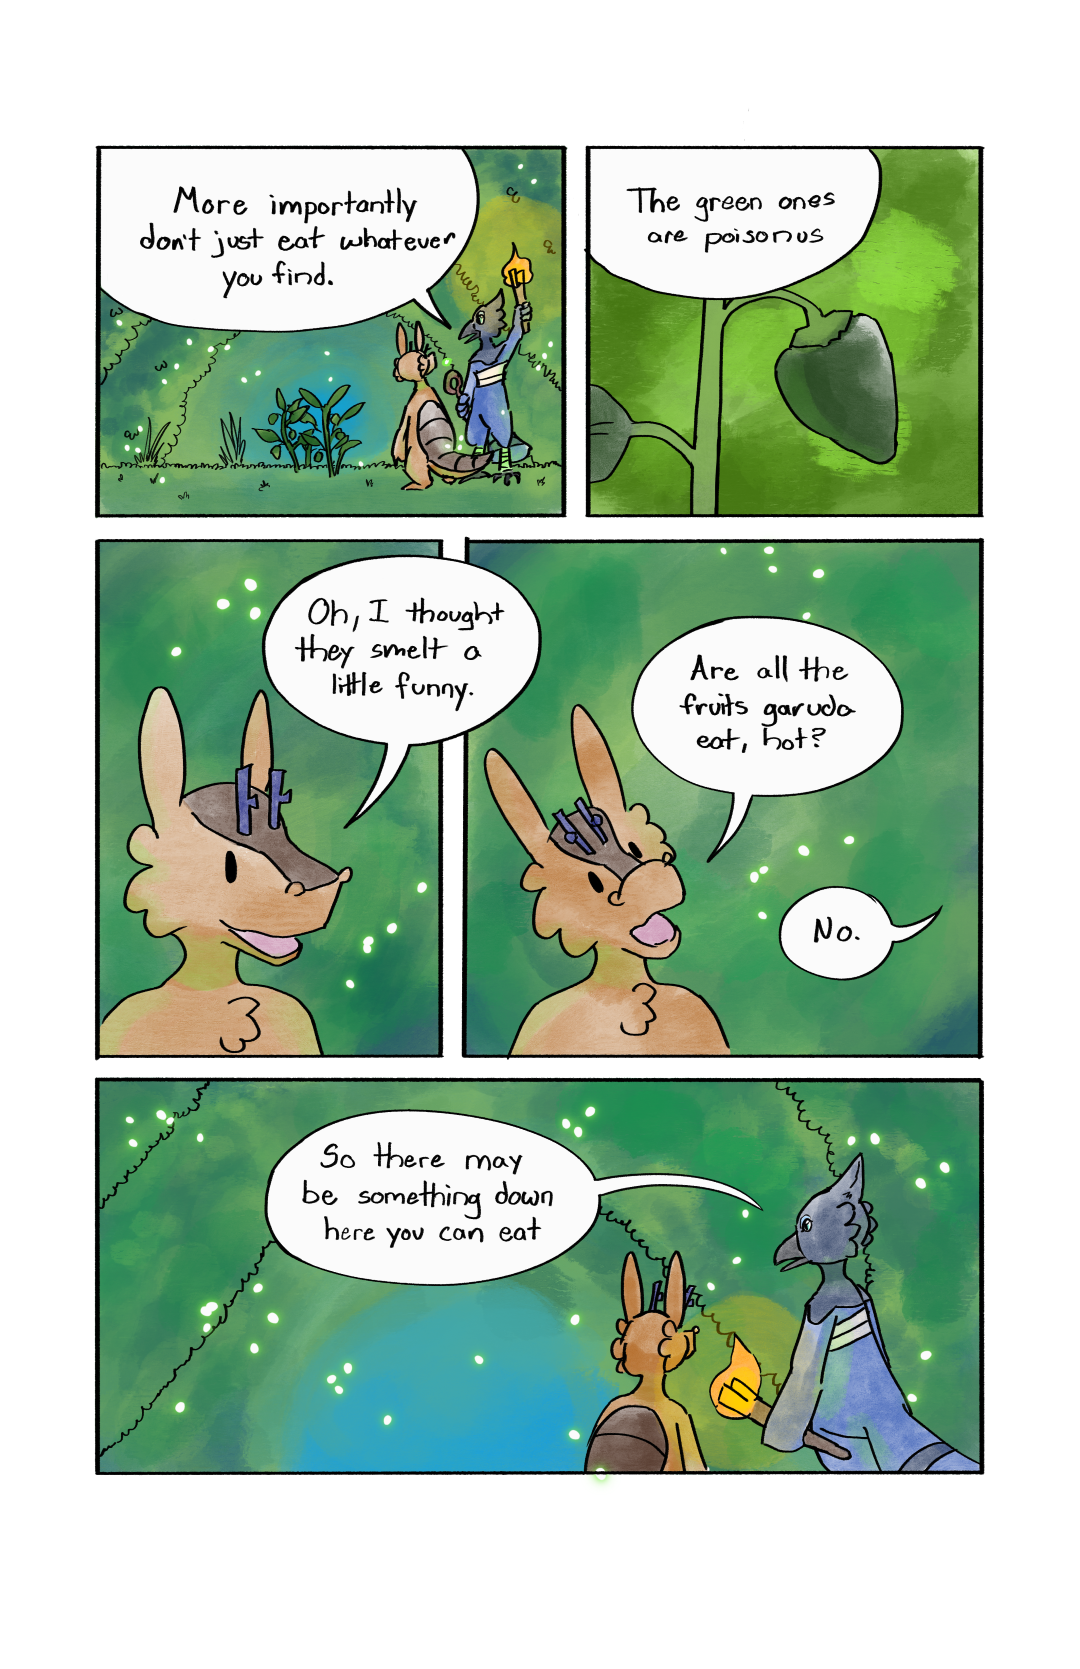 More importantly
don't just eat whatever
you find.
The green ones
are poisonus
Oh, I thought
they smelt a
little funny.
Are all the
fruits garuda
eat, hot?
No.
So there may
be something down
here you can eat